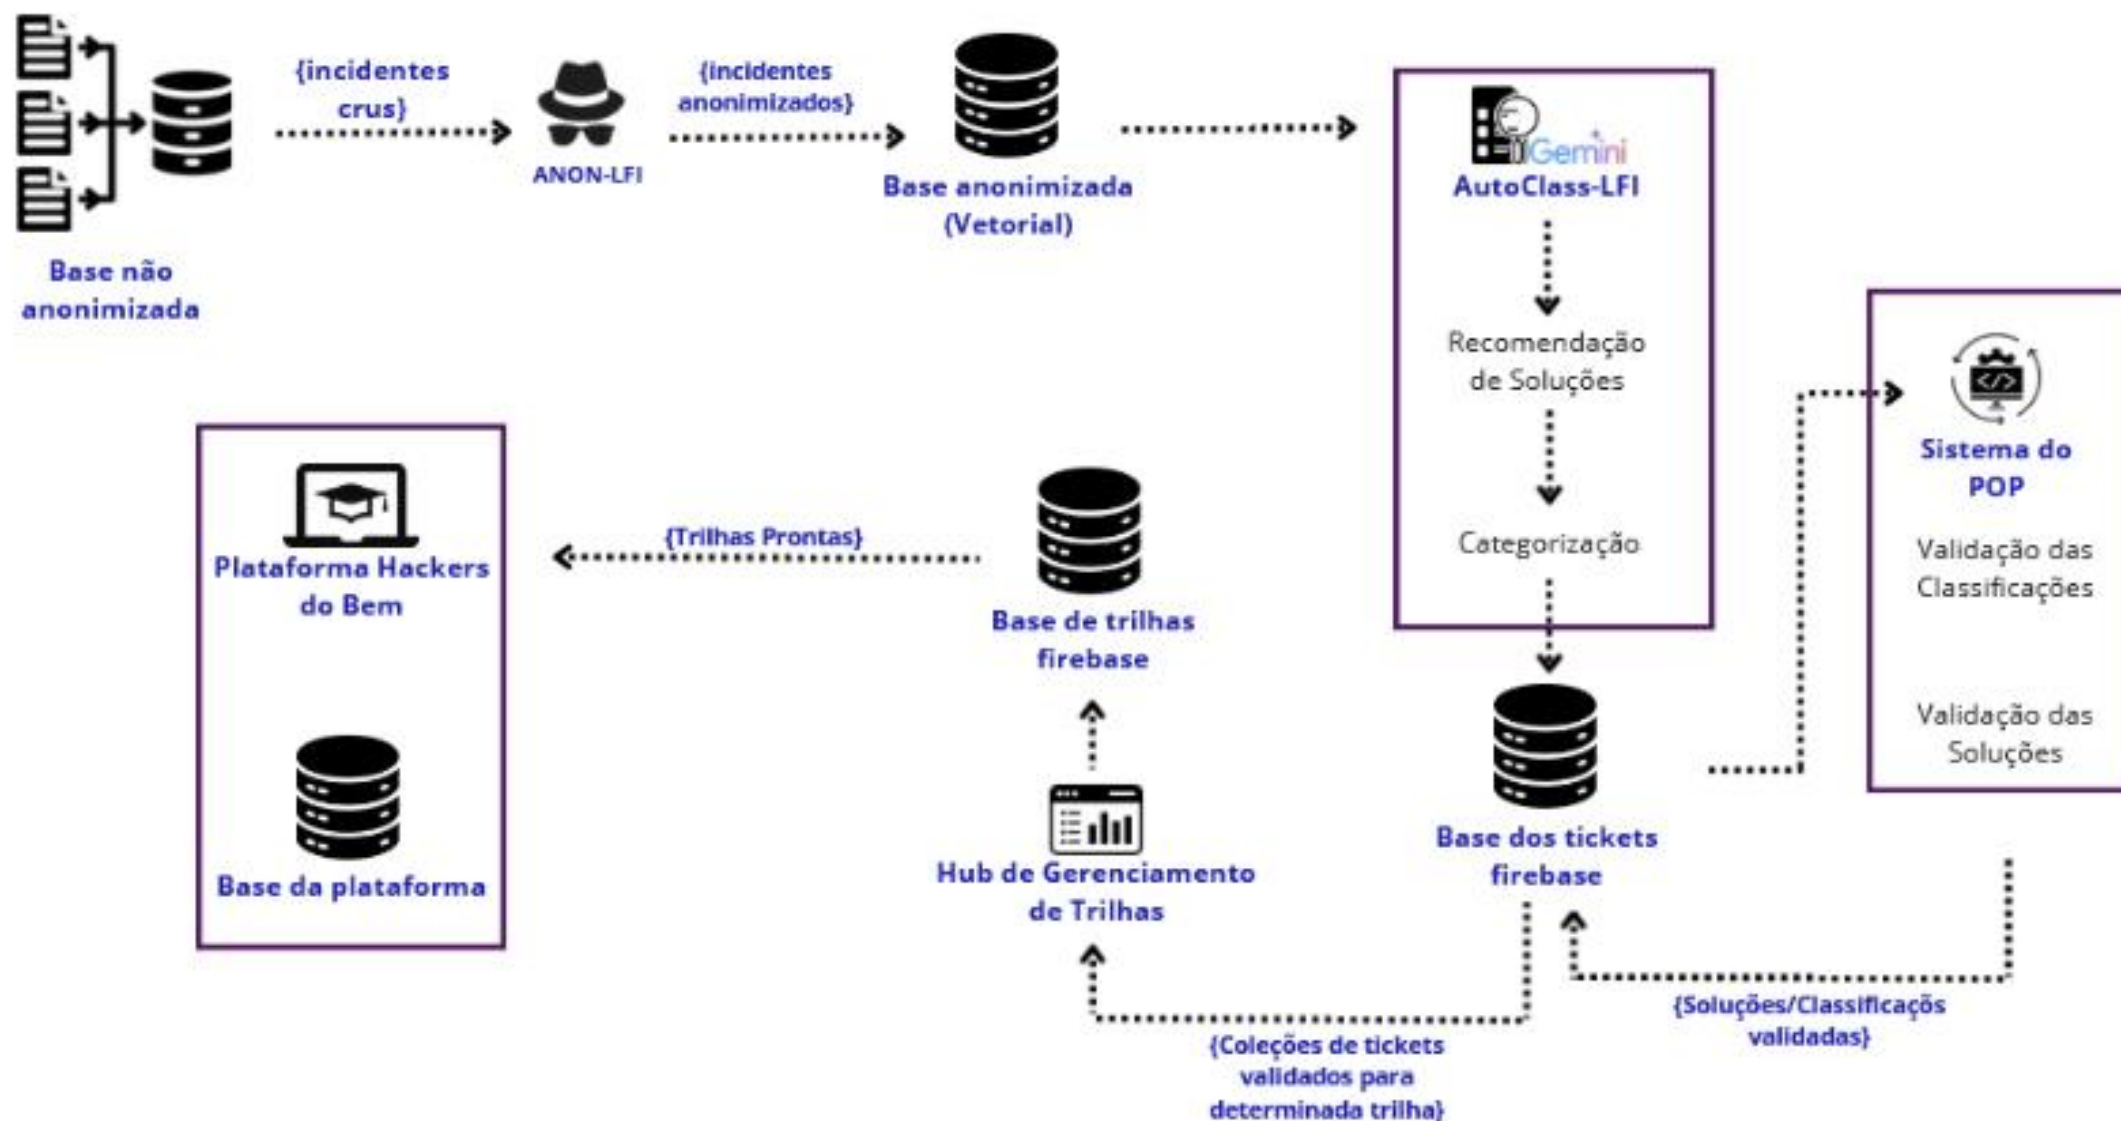 {incidentes
crus}
ANON-LFI
{incidentes
anonimizados}
Base não
anonimizada
Base anonimizada
(Vetorial)
Gemini
AutoClass-LFI
Recomendação
de Soluções
Categorização
Sistema do
POP
Validação das
Classificações
Validação das
Soluções
Plataforma Hackers
do Bem
Base da plataforma
{Trilhas Prontas}
Base de trilhas
firebase
Hub de Gerenciamento
de Trilhas
Base dos tickets
firebase
{Soluções/Classificaçõs
validadas}
{Coleções de tickets
validados para
determinada trilha}